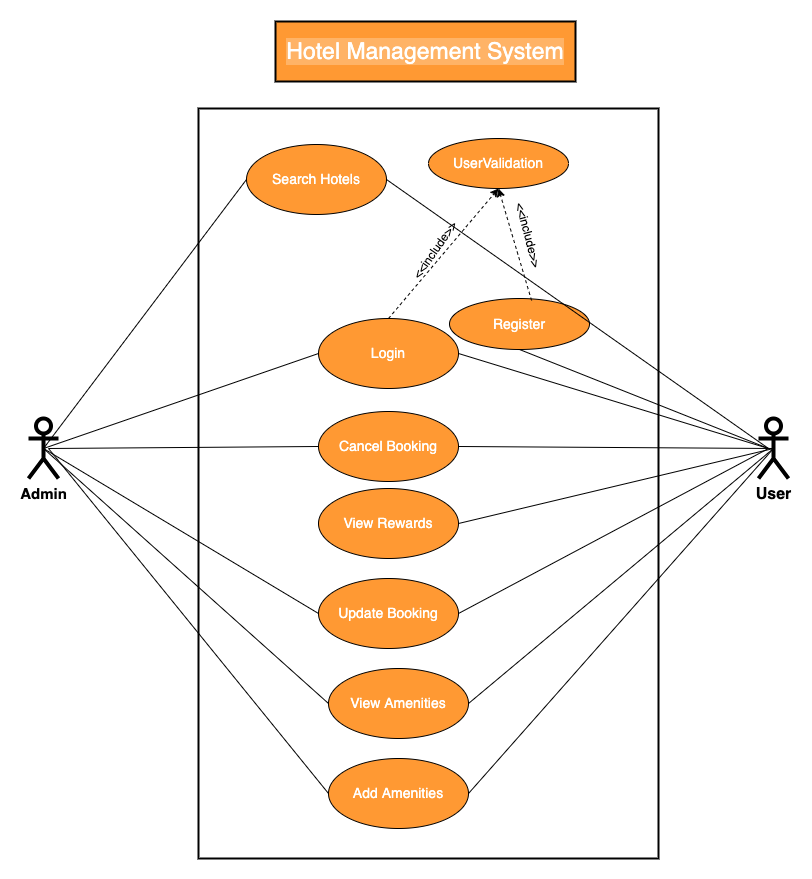 Hotel Management System
UserValidation
Search Hotels
<<include>>
<<include>>
Register
Login
Cancel Booking
Admin
User
View Rewards
Update Booking
View Amenities
Add Amenities